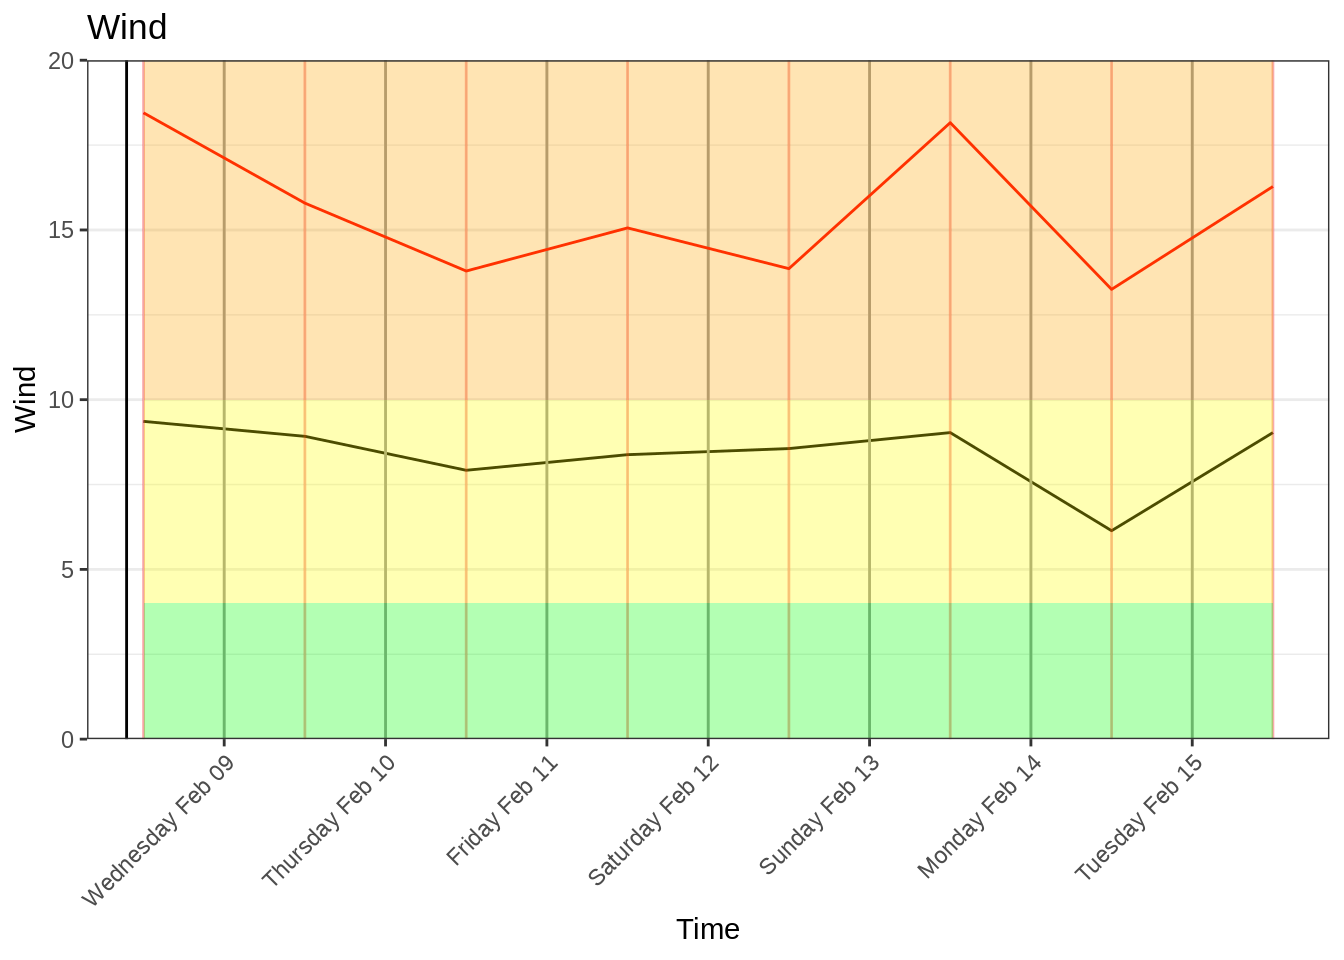 Wind
20
15
10
5
0
Wind
Wednesday Feb 09
Thursday Feb 10
Friday Feb 11
Saturday Feb 12
Sunday Feb 13
Monday Feb 14
Tuesday Feb 15
Time